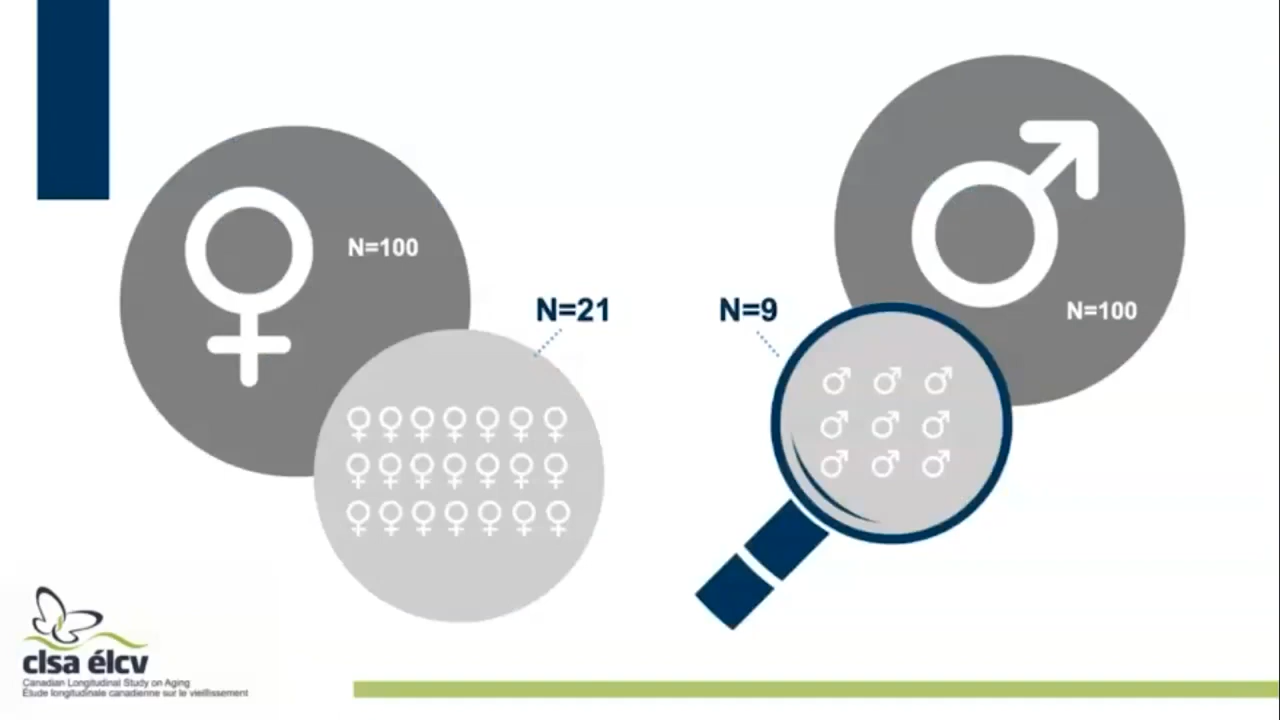 N=100
N=21
N=9
N=100
clsa élcv
Canadian Longitudinal Study on Aging
Étude longitudinale canadienne sur le vieillissement